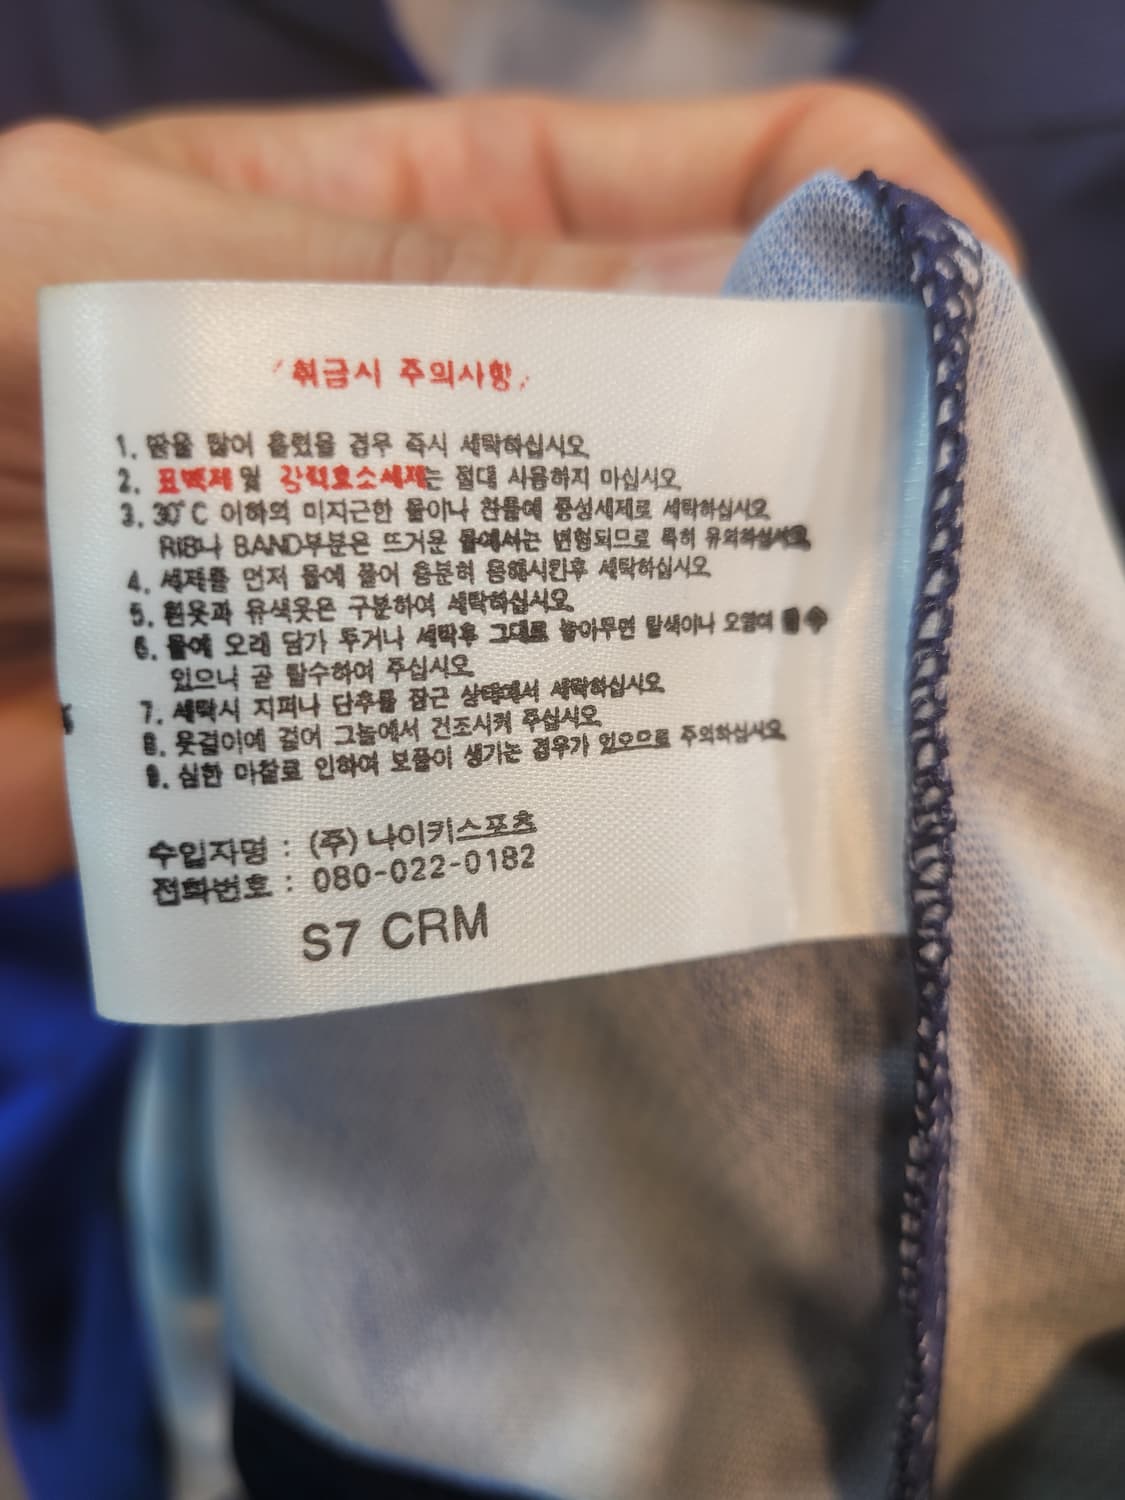 취급시 주의사항
1. 땀을 많이 흘렸을 경우 즉시 세탁하십시오
2. 표백제 및 강력효소세제는 절대 사용하지 마십시오
3. 30°C 이하의 미지근한 물이나 찬물에 중성세제로 세탁하십시오
RIB나 BAND부분은 뜨거운 물에서는 변형되므로 특히 유의하십시오
4. 세제를 먼저 물에 풀어 충분히 용해시킨후 세탁하십시오
5. 흰옷과 유색옷은 구분하여 세탁하십시오
6. 물에 오래 담가 두거나 세탁후 그대로 놓아두면 탈색이나 오염여
있으니 곧 탈수하여 주십시오
7. 세탁시 지퍼나 단추를 잠근 상태에서 세탁하십시오
8. 옷걸이에 걸어 그늘에서 건조시켜 주십시오
9. 심한 마찰로 인하여 보풀이 생기는 경우가 있으므로 주의하십시오
수입자명 : (주) 나이키스포츠
전화번호 : 080-022-0182
S7 CRM